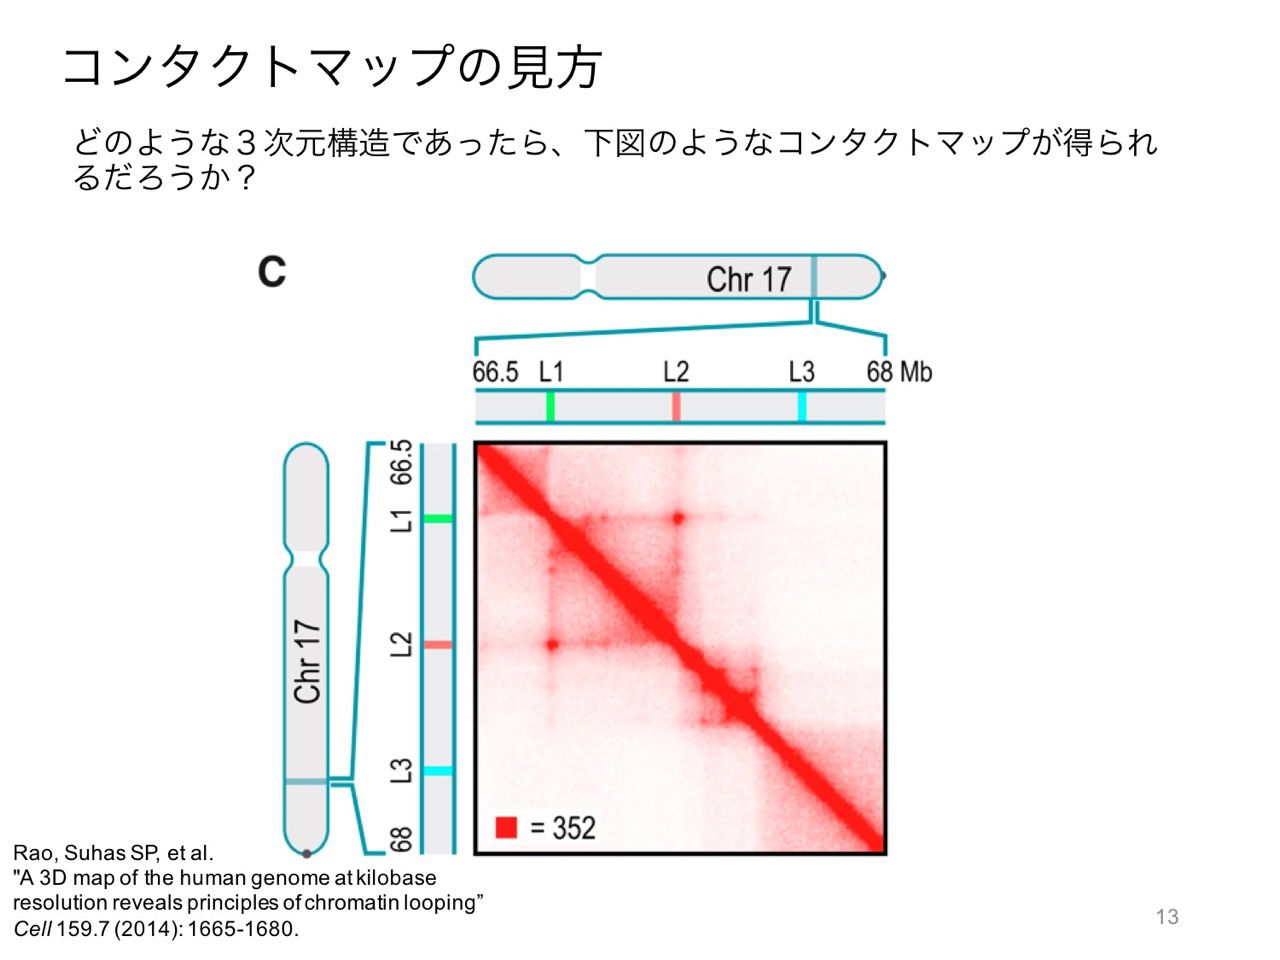 コンタクトマップの見方
どのような３次元構造であったら、下図のようなコンタクトマップが得られ
るだろうか？
C
Chr 17
66.5 L1 L2 L3 68 Mb
66.5
L1
L2
L3
68
Chr 17
= 352
Rao, Suhas SP, et al.
"A 3D map of the human genome at kilobase
resolution reveals principles of chromatin looping”
Cell 159.7 (2014): 1665-1680.
13